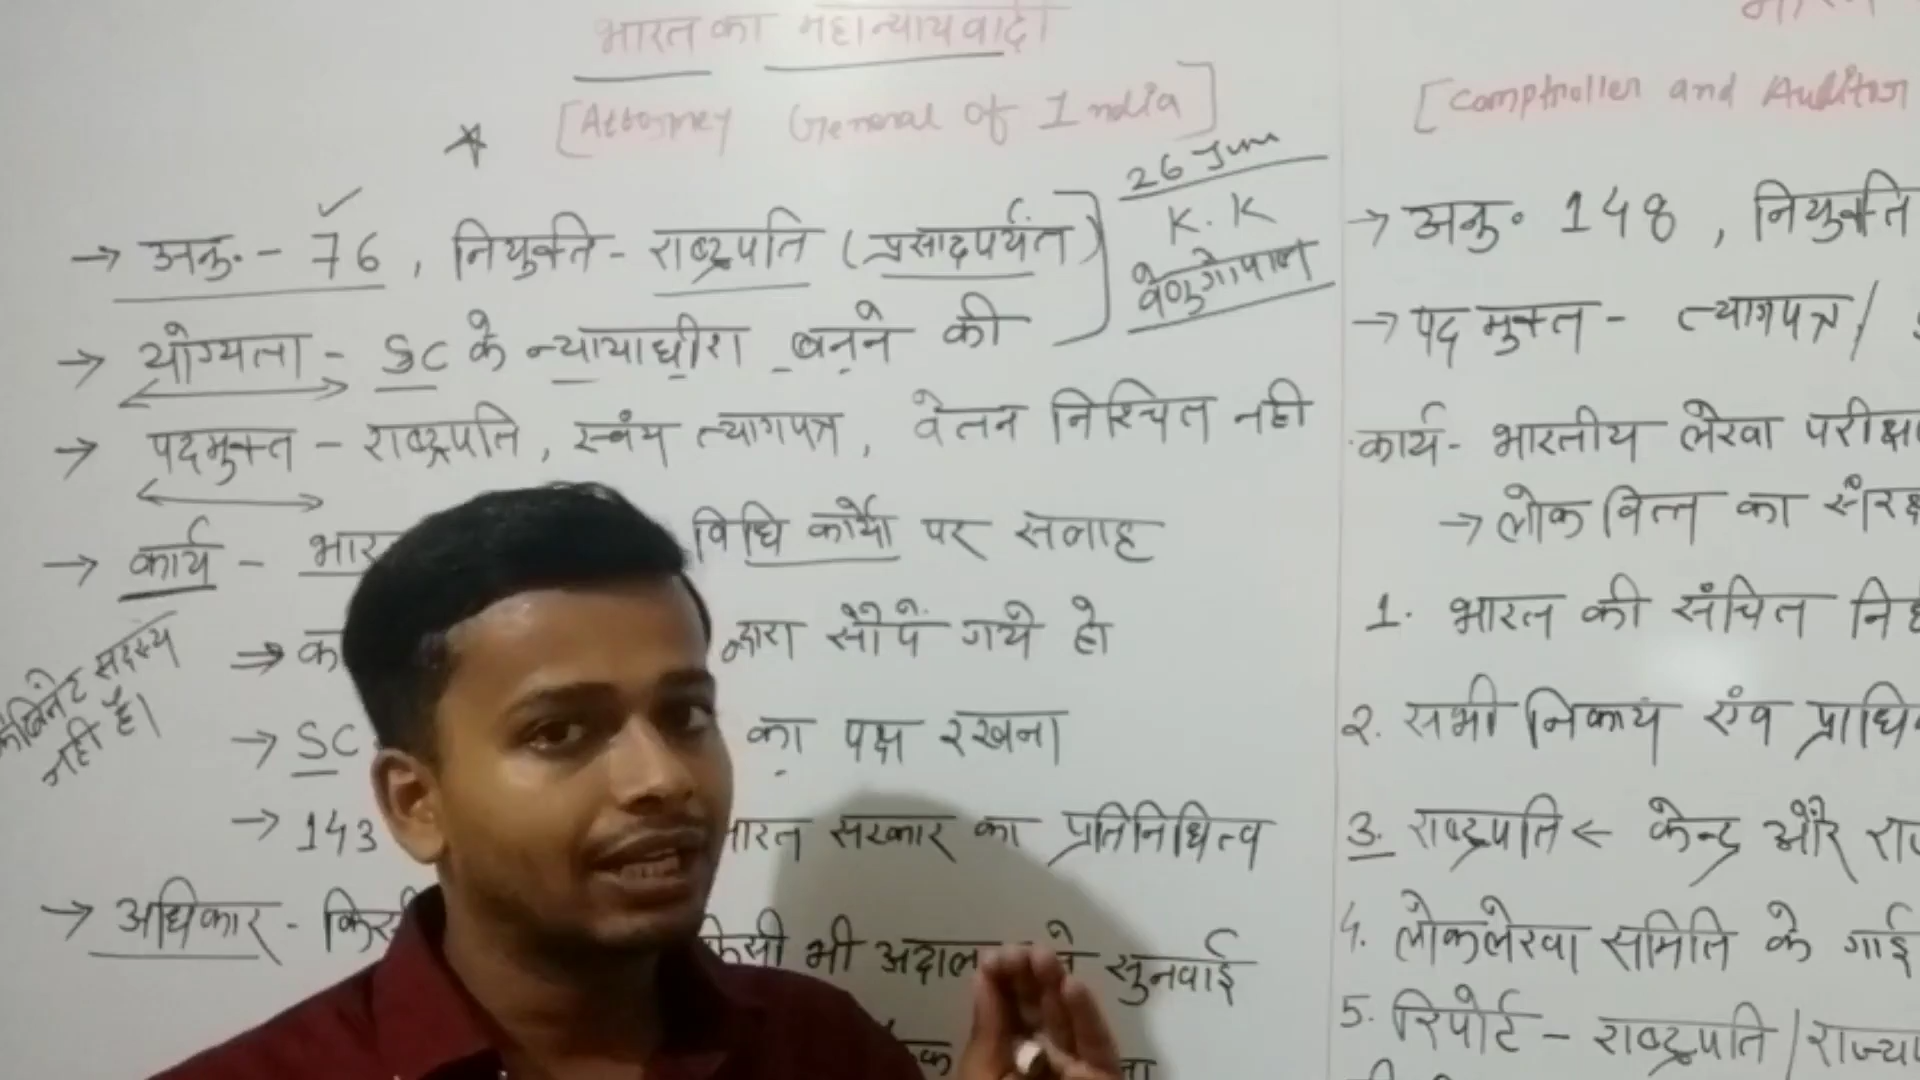 भारत का महान्यायवादी
[Attorney General of India]
26 June
K. K
वेणुगोपाल
→ अनु. - 76, नियुक्ति - राष्ट्रपति (प्रसादपर्यंत)
→ योग्यता - SC के न्यायाधीश बनने की
→ पदमुक्त - राष्ट्रपति, स्वंय त्यागपत्र, वेतन निश्चित नही
→ कार्य - भार
विधि कार्यो पर सलाह
द्वारा सौंपे गये हो
→ SC
का पक्ष रखना
→ 143
भारत सरकार का प्रतिनिधित्व
→ अधिकार - किसी
किसी भी अदालत मे सुनवाई
कैबिनेट सदस्य
नही है।
[Comptroller and Auditor
→ अनु॰ 148, नियुक्ति
→ पद मुक्त - त्यागपत्र/
कार्य - भारतीय लेखा परीक्षा
→ लोक वित्त का संरक्ष
1. भारत की संचित निधि
2. सभी निकाय एंव प्राधि
3. राष्ट्रपति ← केन्द्र और रा
4. लोकलेखा समिति के गाई
5. रिपोर्ट - राष्ट्रपति / राज्यपा